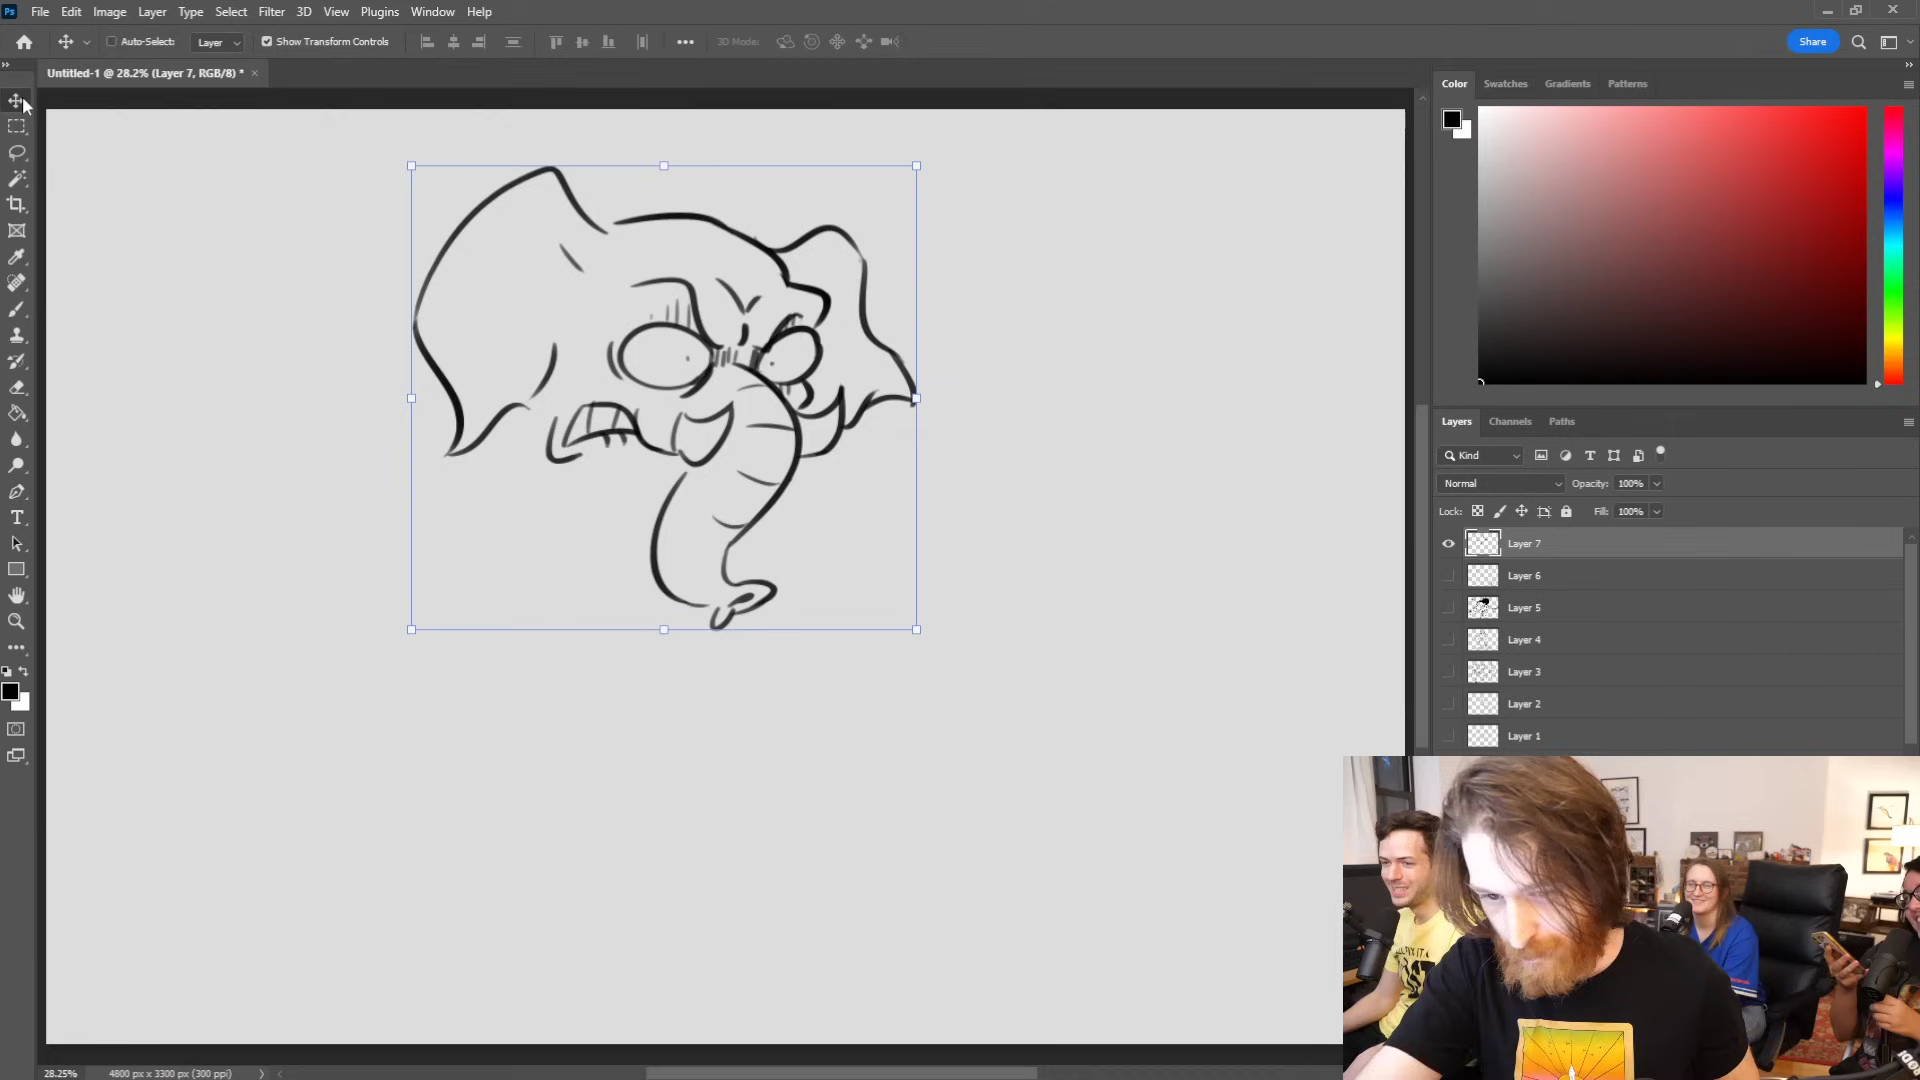 Ps File Edit Image Layer Type Select Filter 3D View Plugins Window Help
Auto-Select: Layer Show Transform Controls 3D Mode: Share
Untitled-1 @ 28.2% (Layer 7, RGB/8) *
Color Swatches Gradients Patterns
Layers Channels Paths
Kind
Normal Opacity: 100%
Lock: Fill: 100%
Layer 7
Layer 6
Layer 5
Layer 4
Layer 3
Layer 2
Layer 1
28.25% 4800 px x 3300 px (300 ppi)